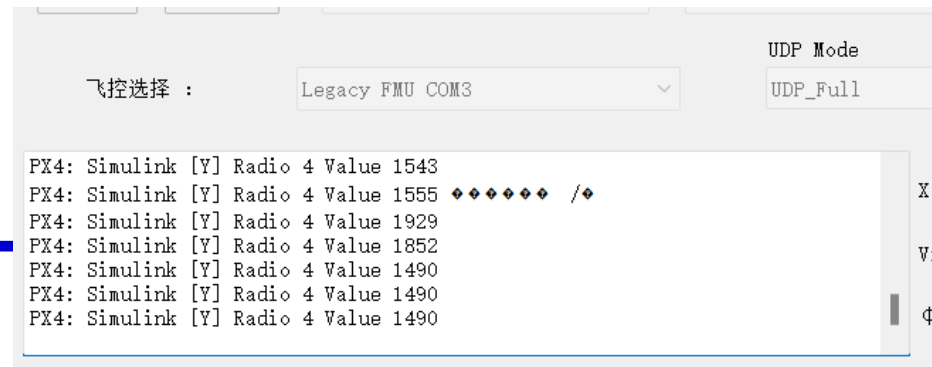 UDP Mode
飞控选择 : Legacy FMU COM3 UDP_Full
PX4: Simulink [Y] Radio 4 Value 1543
PX4: Simulink [Y] Radio 4 Value 1555 ������ /�
PX4: Simulink [Y] Radio 4 Value 1929
PX4: Simulink [Y] Radio 4 Value 1852
PX4: Simulink [Y] Radio 4 Value 1490
PX4: Simulink [Y] Radio 4 Value 1490
PX4: Simulink [Y] Radio 4 Value 1490
X